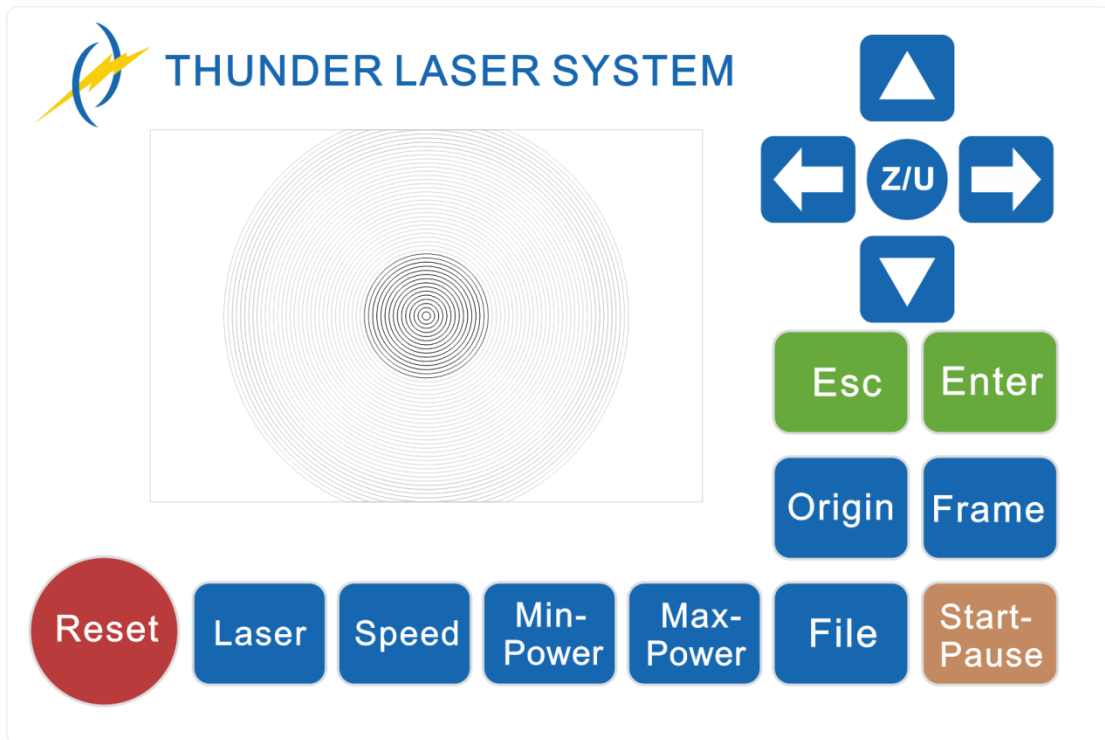 THUNDER LASER SYSTEM
Z/U
Esc
Enter
Origin
Frame
Reset
Laser
Speed
Min-
Power
Max-
Power
File
Start-
Pause